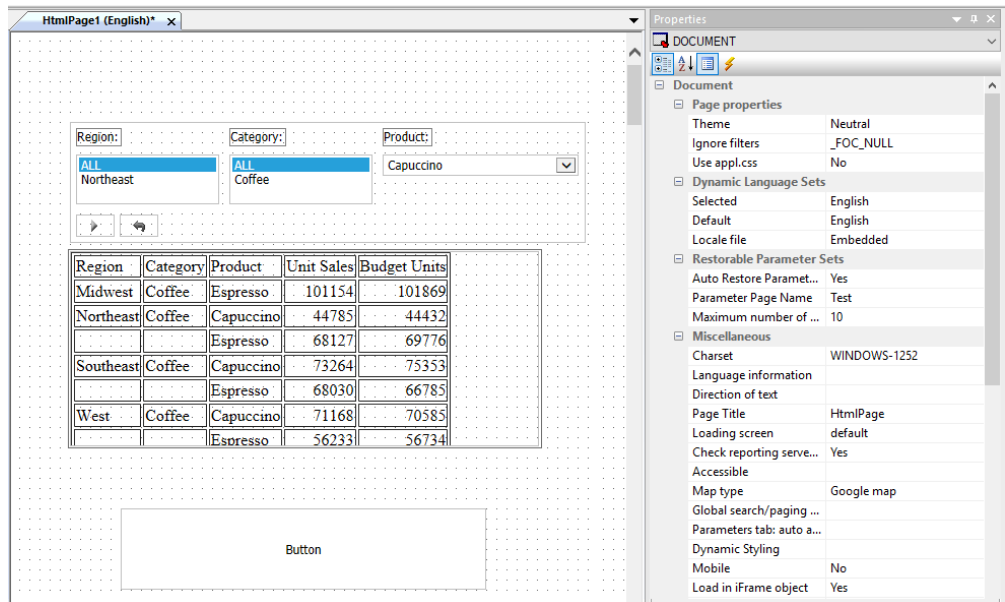 HtmlPage1 (English)* x
Region: Category: Product:
ALL ALL Capuccino
Northeast Coffee
Region Category Product Unit Sales Budget Units
Midwest Coffee Espresso 101154 101869
Northeast Coffee Capuccino 44785 44432
Espresso 68127 69776
Southeast Coffee Capuccino 73264 75353
Espresso 68030 66785
West Coffee Capuccino 71168 70585
Espresso 56233 56734
Button
Properties
DOCUMENT
Document
Page properties
Theme Neutral
Ignore filters _FOC_NULL
Use appl.css No
Dynamic Language Sets
Selected English
Default English
Locale file Embedded
Restorable Parameter Sets
Auto Restore Paramet... Yes
Parameter Page Name Test
Maximum number of ... 10
Miscellaneous
Charset WINDOWS-1252
Language information
Direction of text
Page Title HtmlPage
Loading screen default
Check reporting serve... Yes
Accessible
Map type Google map
Global search/paging ...
Parameters tab: auto a...
Dynamic Styling
Mobile No
Load in iFrame object Yes